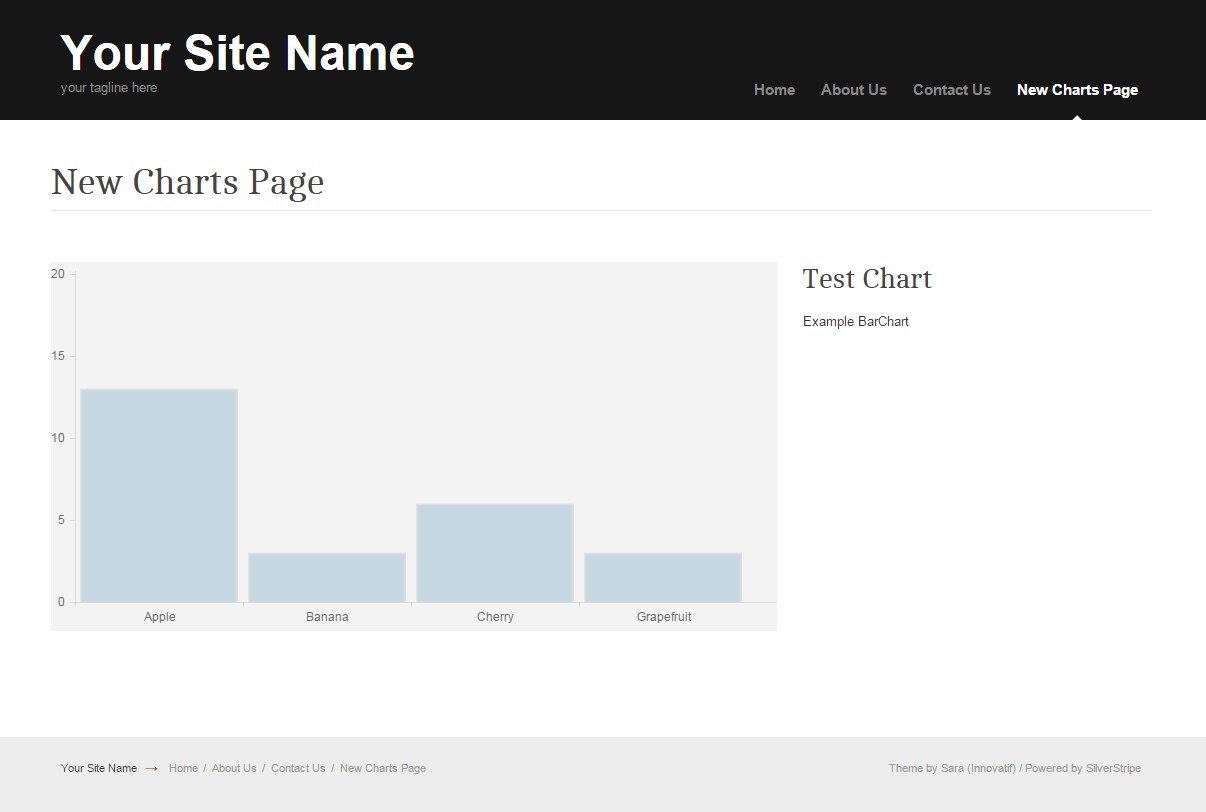 Your Site Name
your tagline here
Home About Us Contact Us New Charts Page
New Charts Page
20
15
10
5
0
Apple Banana Cherry Grapefruit
Test Chart
Example BarChart
Your Site Name → Home / About Us / Contact Us / New Charts Page
Theme by Sara (Innovatif) / Powered by SilverStripe